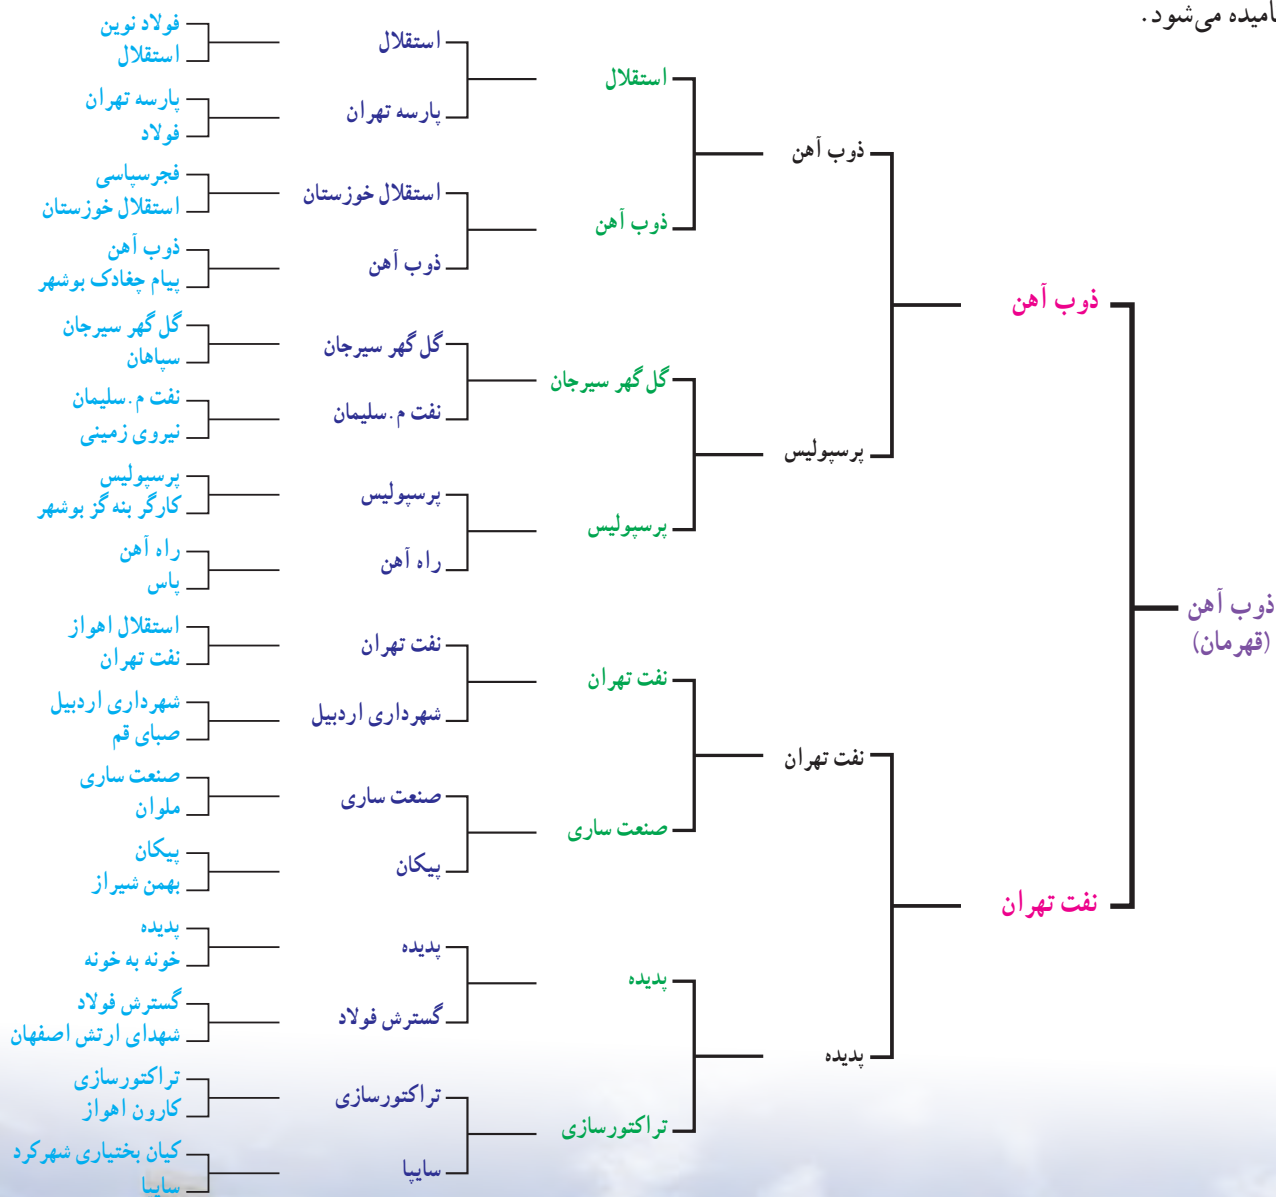 نامیده می‌شود.
ذوب آهن
(قهرمان)
ذوب آهن
نفت تهران
ذوب آهن
پرسپولیس
نفت تهران
پدیده
استقلال
ذوب آهن
گل گهر سیرجان
پرسپولیس
نفت تهران
صنعت ساری
پدیده
تراکتورسازی
استقلال
پارسه تهران
استقلال خوزستان
ذوب آهن
گل گهر سیرجان
نفت م.سلیمان
پرسپولیس
راه آهن
نفت تهران
شهرداری اردبیل
صنعت ساری
پیکان
پدیده
گسترش فولاد
تراکتورسازی
سایپا
فولاد نوین
استقلال
پارسه تهران
فولاد
فجرسپاسی
استقلال خوزستان
ذوب آهن
پیام چغادک بوشهر
گل گهر سیرجان
سپاهان
نفت م.سلیمان
نیروی زمینی
پرسپولیس
کارگر بنه گز بوشهر
راه آهن
پاس
استقلال اهواز
نفت تهران
شهرداری اردبیل
صبای قم
صنعت ساری
ملوان
پیکان
بهمن شیراز
پدیده
خونه به خونه
گسترش فولاد
شهدای ارتش اصفهان
تراکتورسازی
کارون اهواز
کیان بختیاری شهرکرد
سایپا